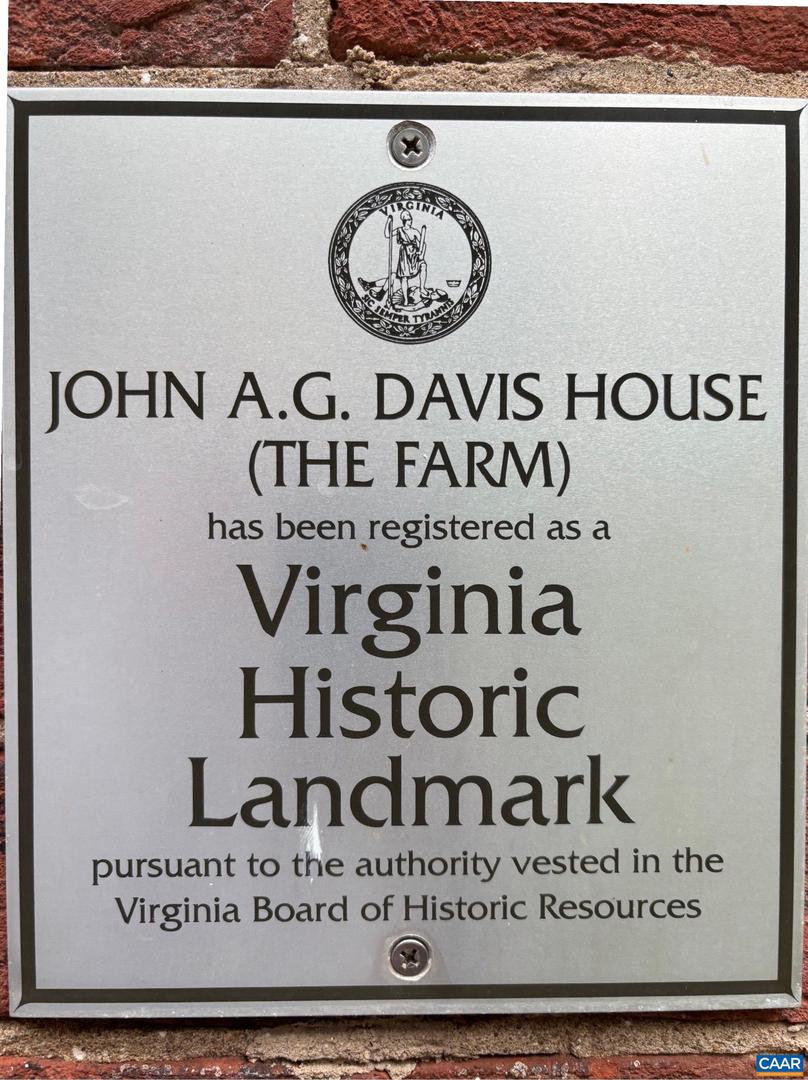 VIRGINIA
SIC SEMPER TYRANNIS
JOHN A.G. DAVIS HOUSE
(THE FARM)
has been registered as a
Virginia
Historic
Landmark
pursuant to the authority vested in the
Virginia Board of Historic Resources
CAAR